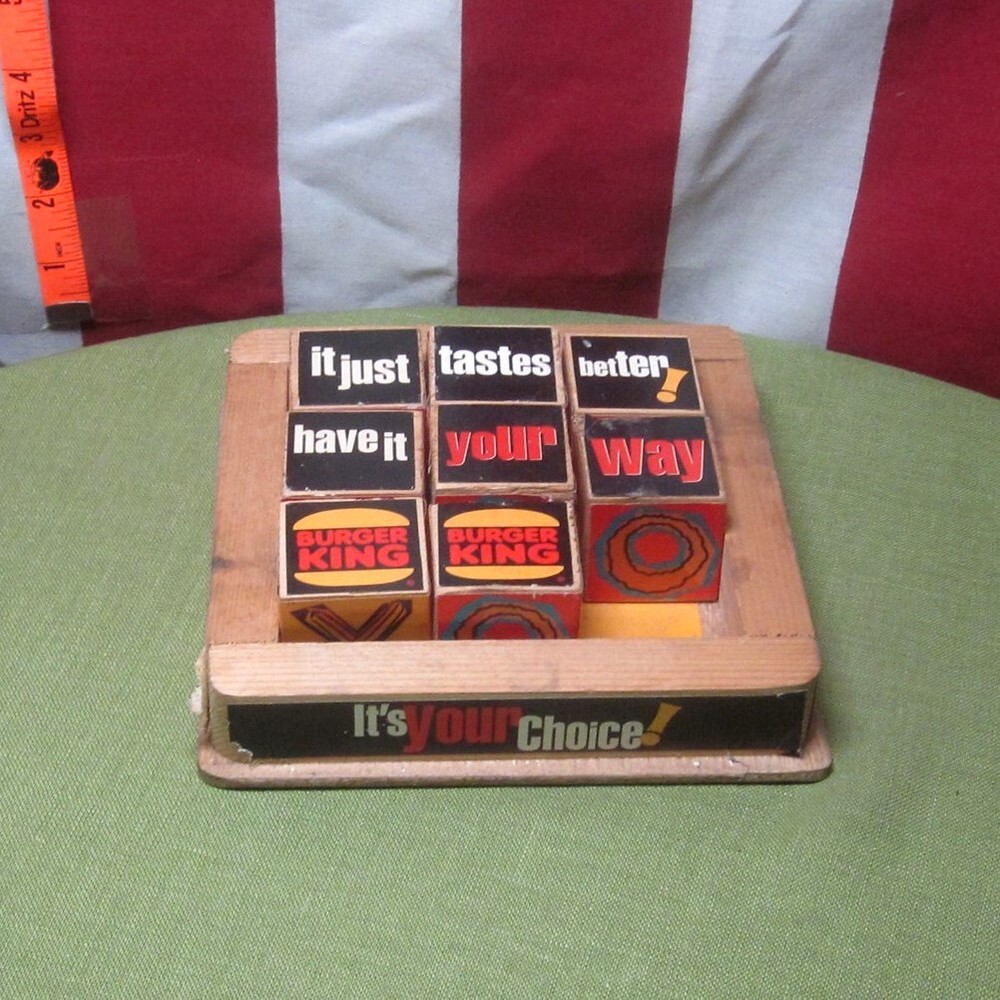 1 2 3 Dritz 4
it just tastes better!
have it your way
BURGER KING BURGER KING
It's your Choice!